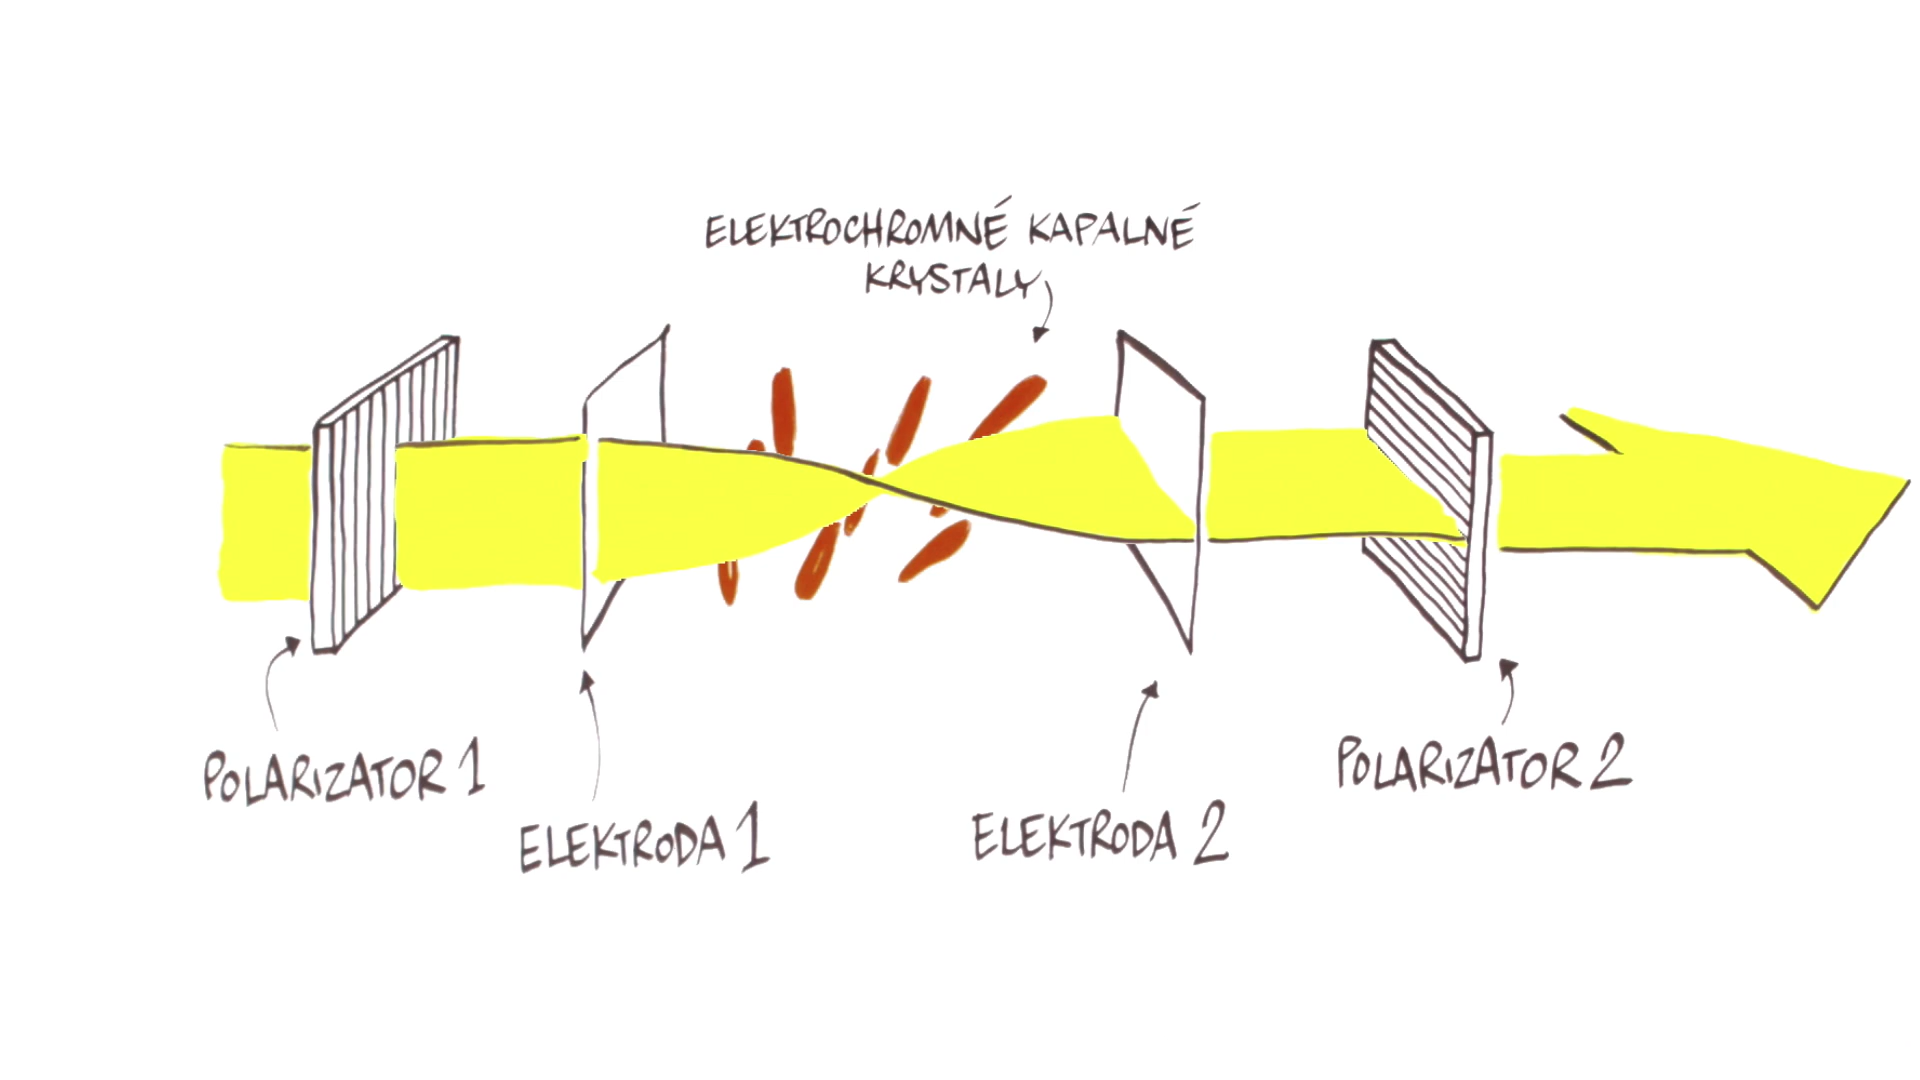 ELEKTROCHROMNÉ KAPALNÉ
KRYSTALY
POLARIZATOR 1
ELEKTRODA 1
ELEKTRODA 2
POLARIZATOR 2